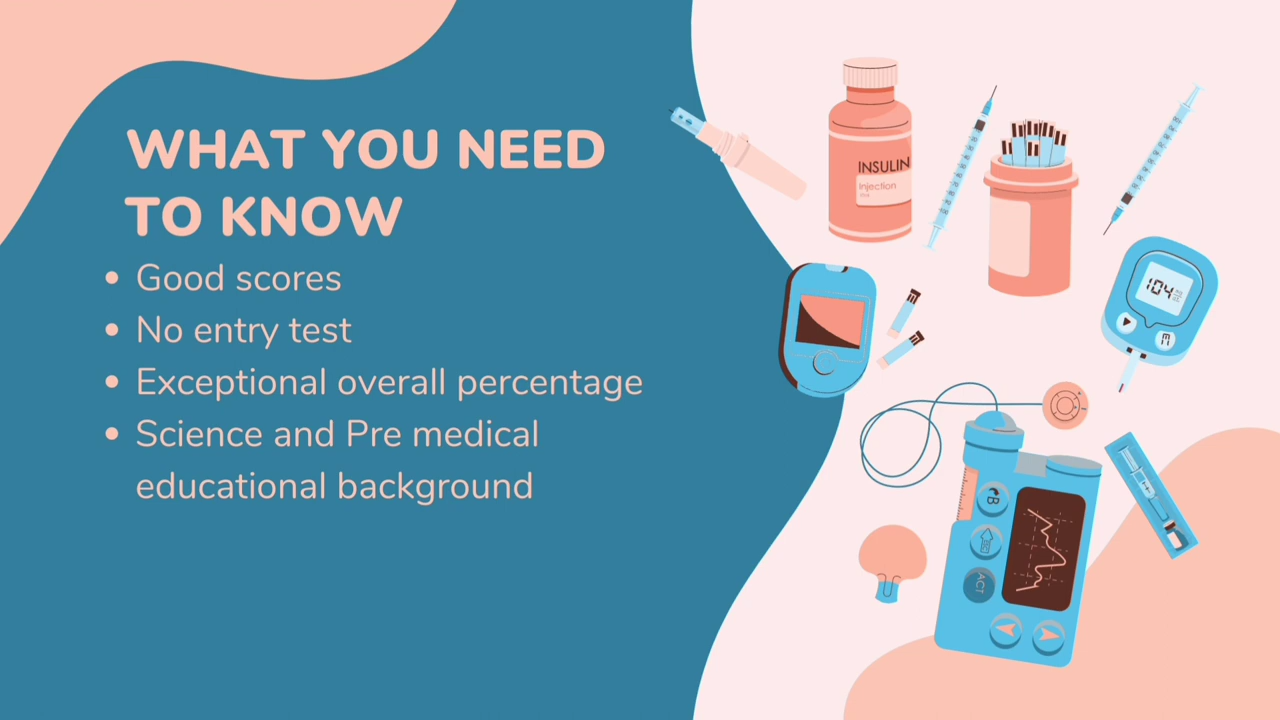 WHAT YOU NEED
TO KNOW
• Good scores
• No entry test
• Exceptional overall percentage
• Science and Pre medical
educational background
INSULIN
Injection
104
m
B
ACT